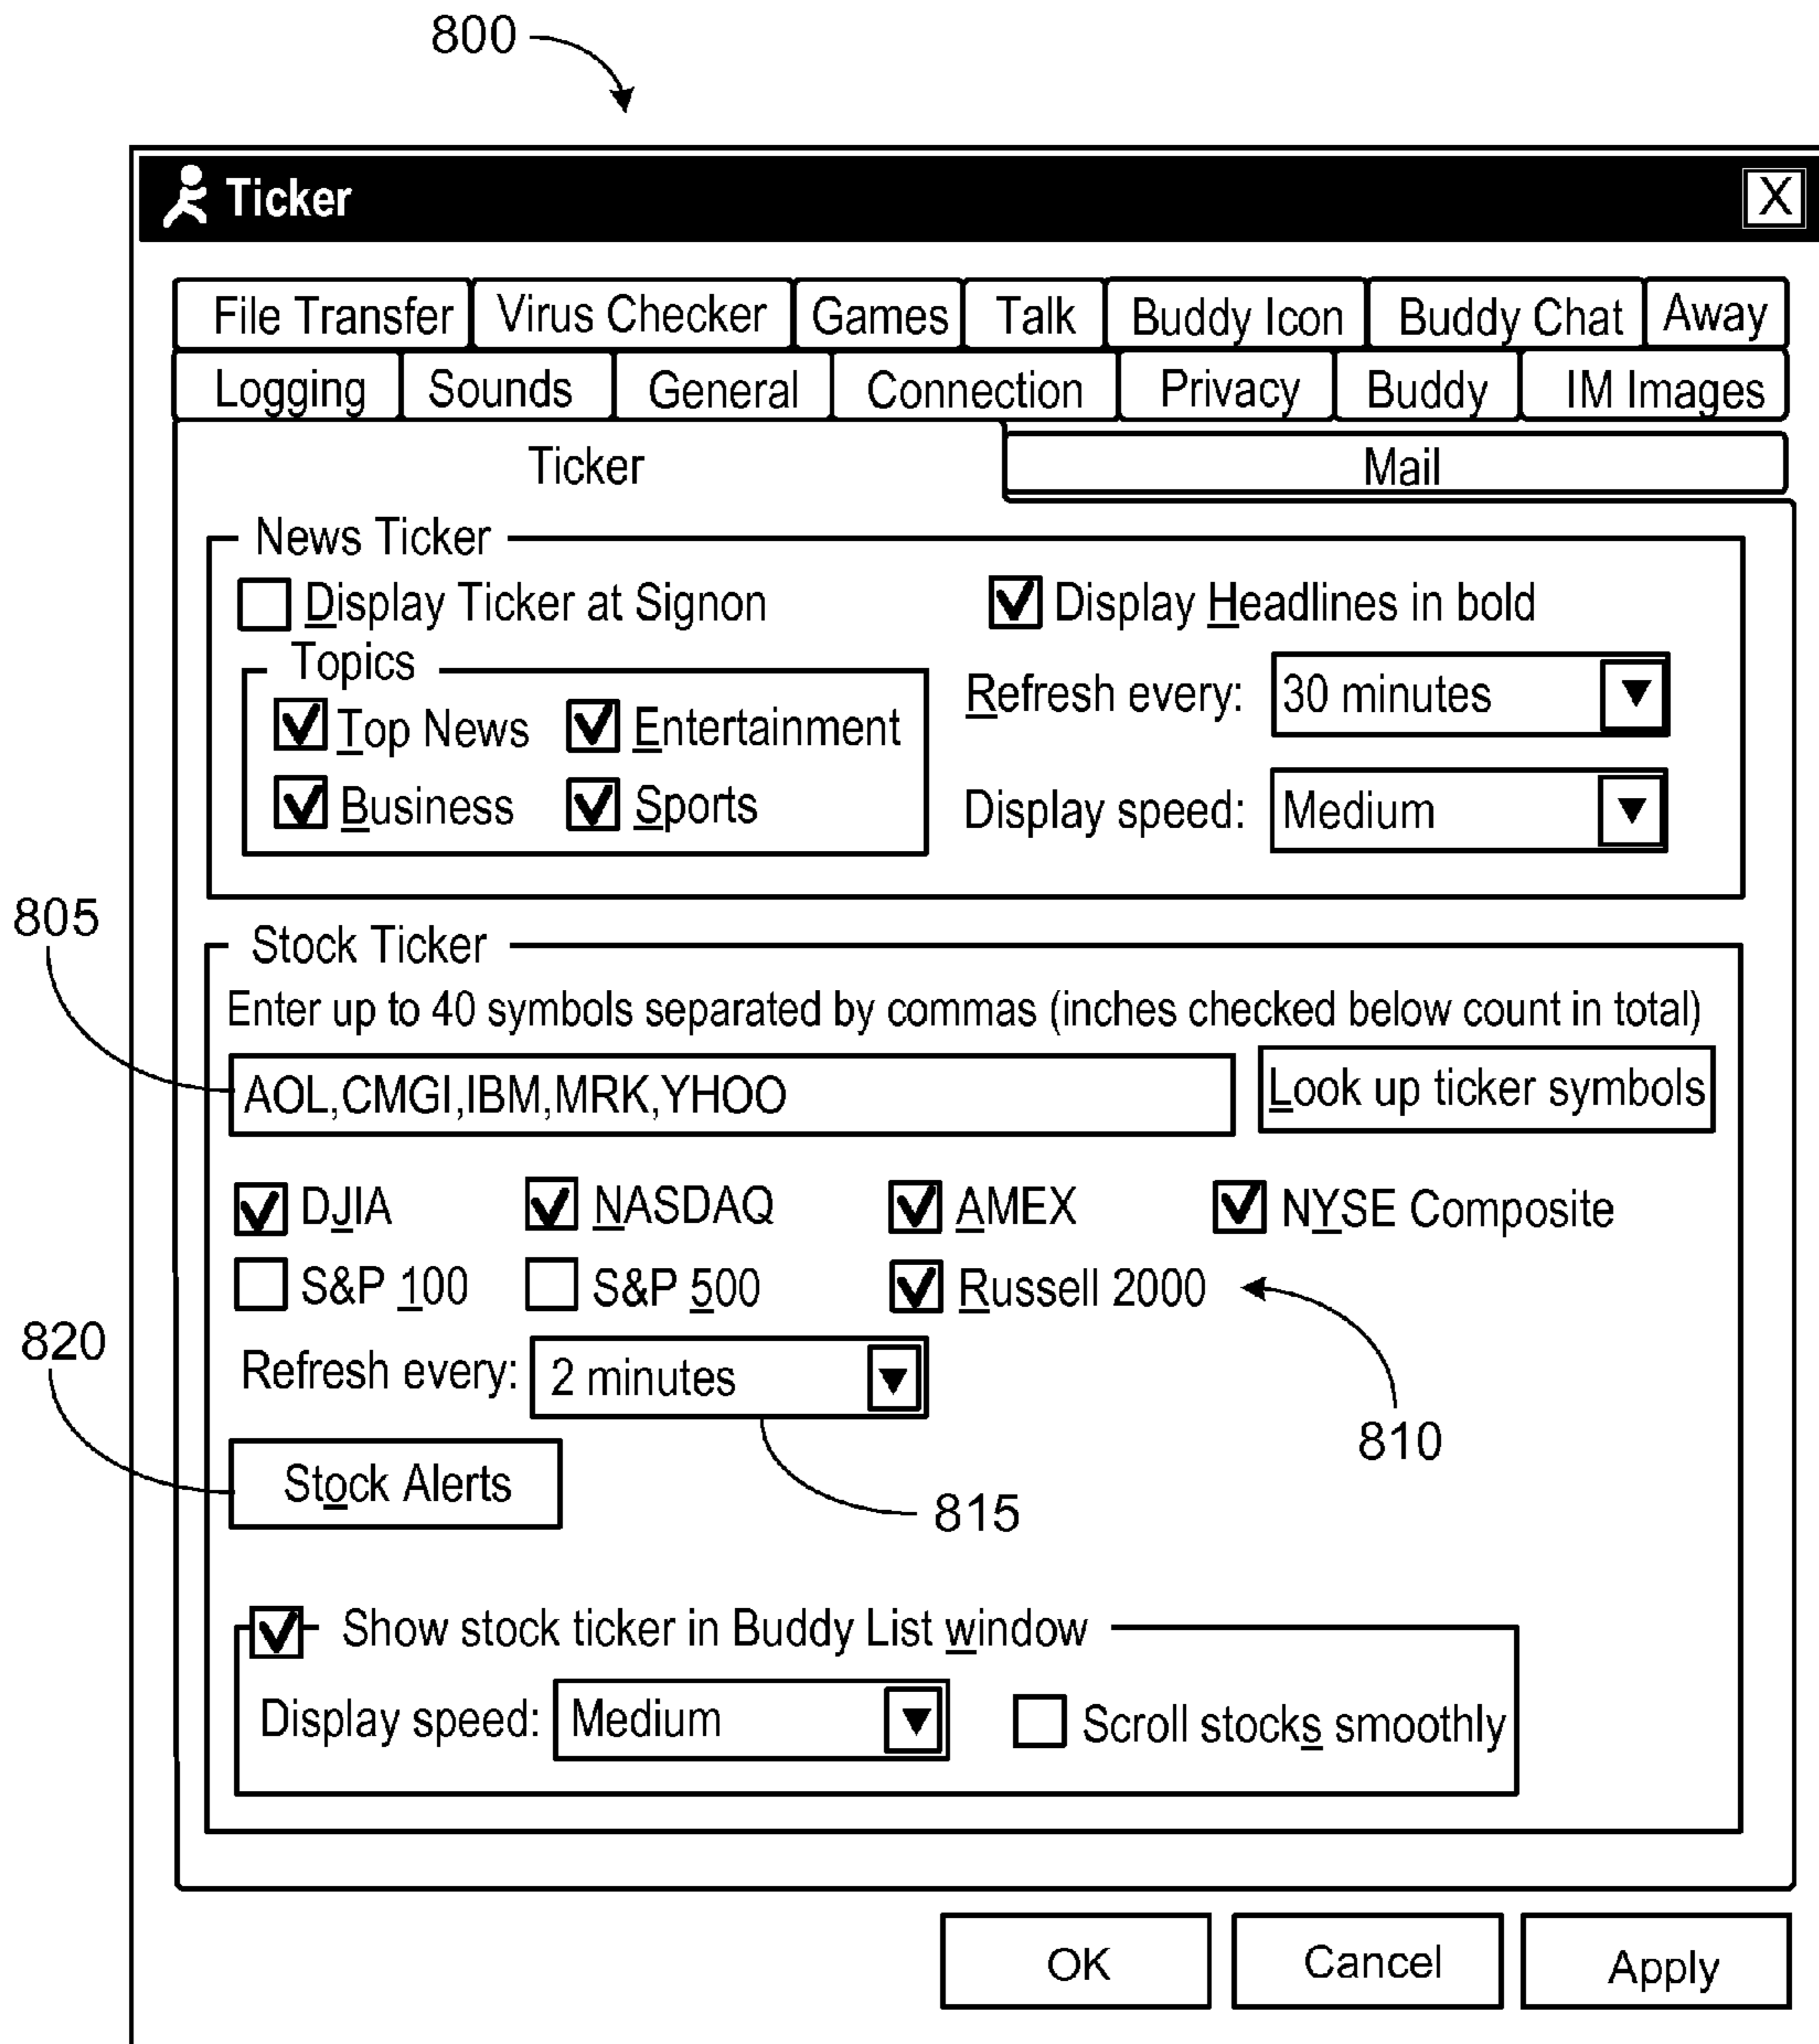 800
Ticker X
File Transfer Virus Checker Games Talk Buddy Icon Buddy Chat Away
Logging Sounds General Connection Privacy Buddy IM Images
Ticker Mail
News Ticker
Display Ticker at Signon Display Headlines in bold
Topics
Refresh every: 30 minutes
Top News Entertainment
Business Sports Display speed: Medium
805
Stock Ticker
Enter up to 40 symbols separated by commas (inches checked below count in total)
AOL,CMGI,IBM,MRK,YHOO Look up ticker symbols
DJIA NASDAQ AMEX NYSE Composite
S&P 100 S&P 500 Russell 2000
820
Refresh every: 2 minutes
810
Stock Alerts
815
Show stock ticker in Buddy List window
Display speed: Medium Scroll stocks smoothly
OK Cancel Apply